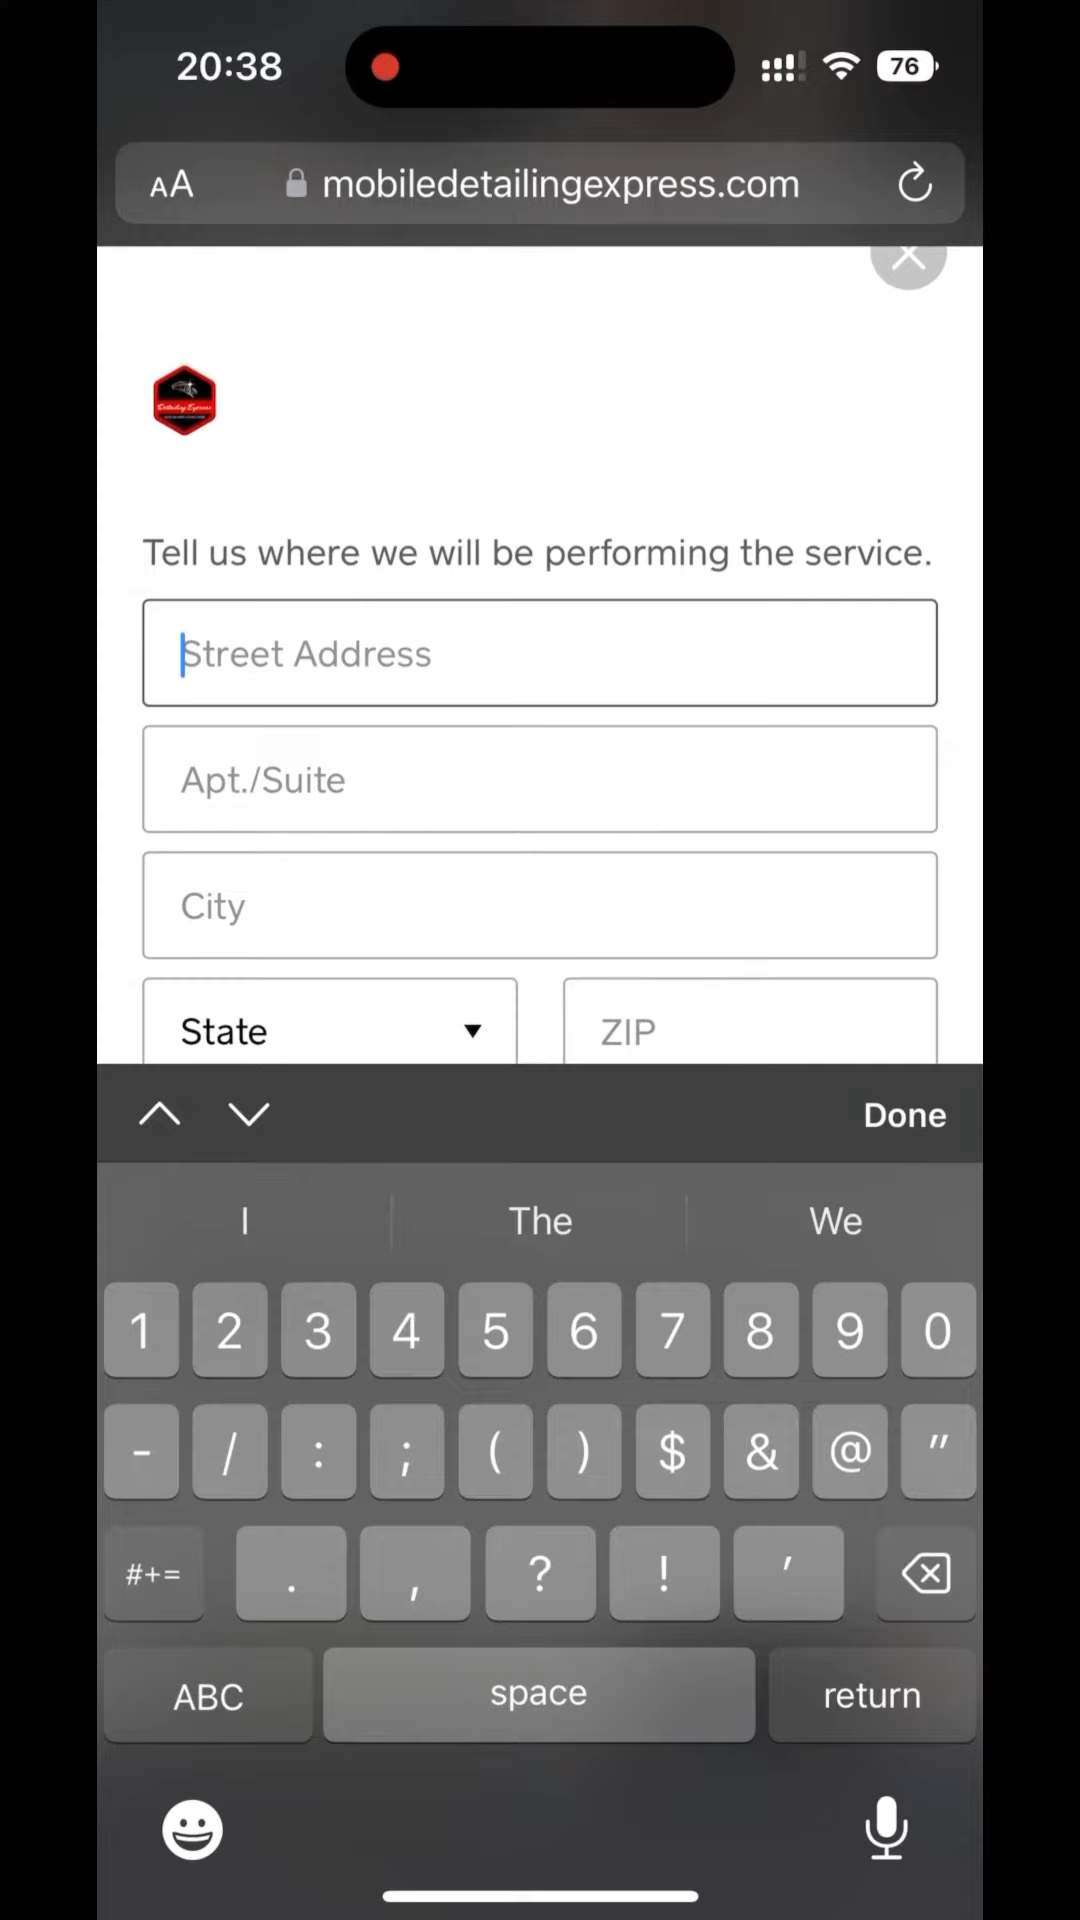 20:38
76
AA mobiledetailingexpress.com
Detailing Express
Tell us where we will be performing the service.
Street Address
Apt./Suite
City
State ZIP
Done
I The We
1 2 3 4 5 6 7 8 9 0
- / : ; ( ) $ & @ "
#+= . , ? ! '
ABC space return